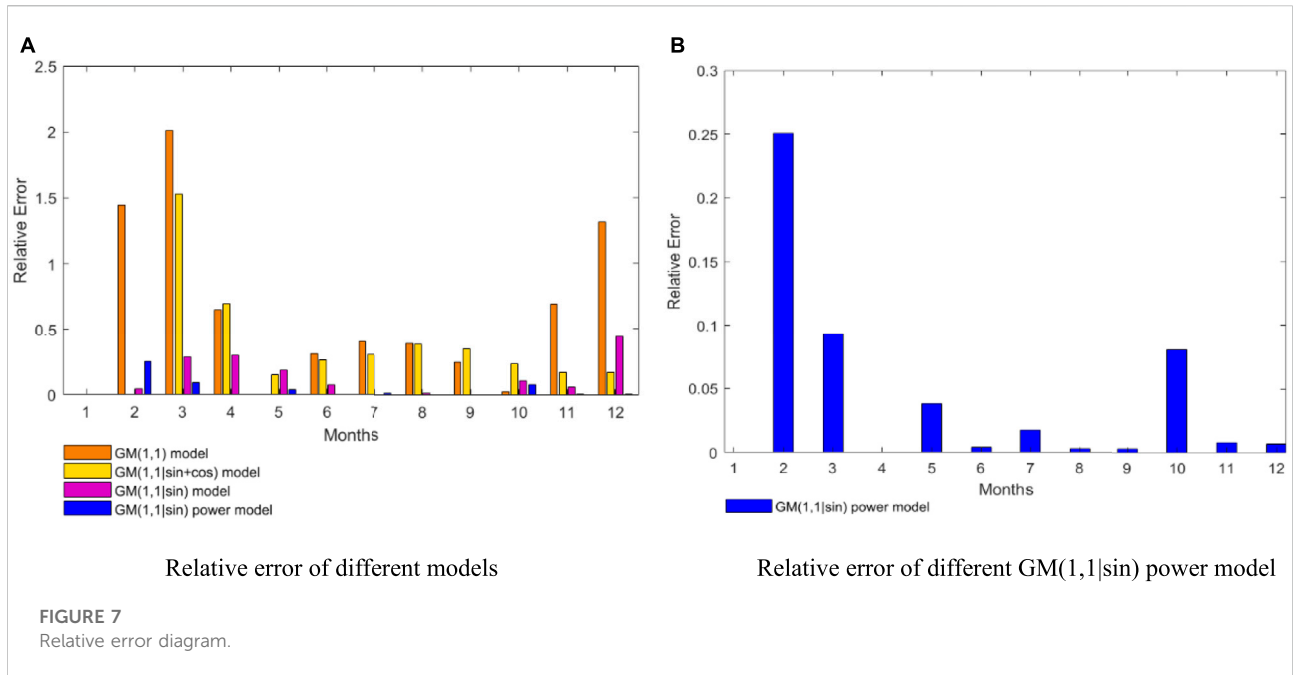 A
2.5
2
1.5
1
0.5
0
Relative Error
1 2 3 4 5 6 7 8 9 10 11 12
Months
GM(1,1) model
GM(1,1|sin+cos) model
GM(1,1|sin) model
GM(1,1|sin) power model
Relative error of different models
B
0.3
0.25
0.2
0.15
0.1
0.05
0
Relative Error
1 2 3 4 5 6 7 8 9 10 11 12
Months
GM(1,1|sin) power model
Relative error of different GM(1,1|sin) power model
FIGURE 7
Relative error diagram.